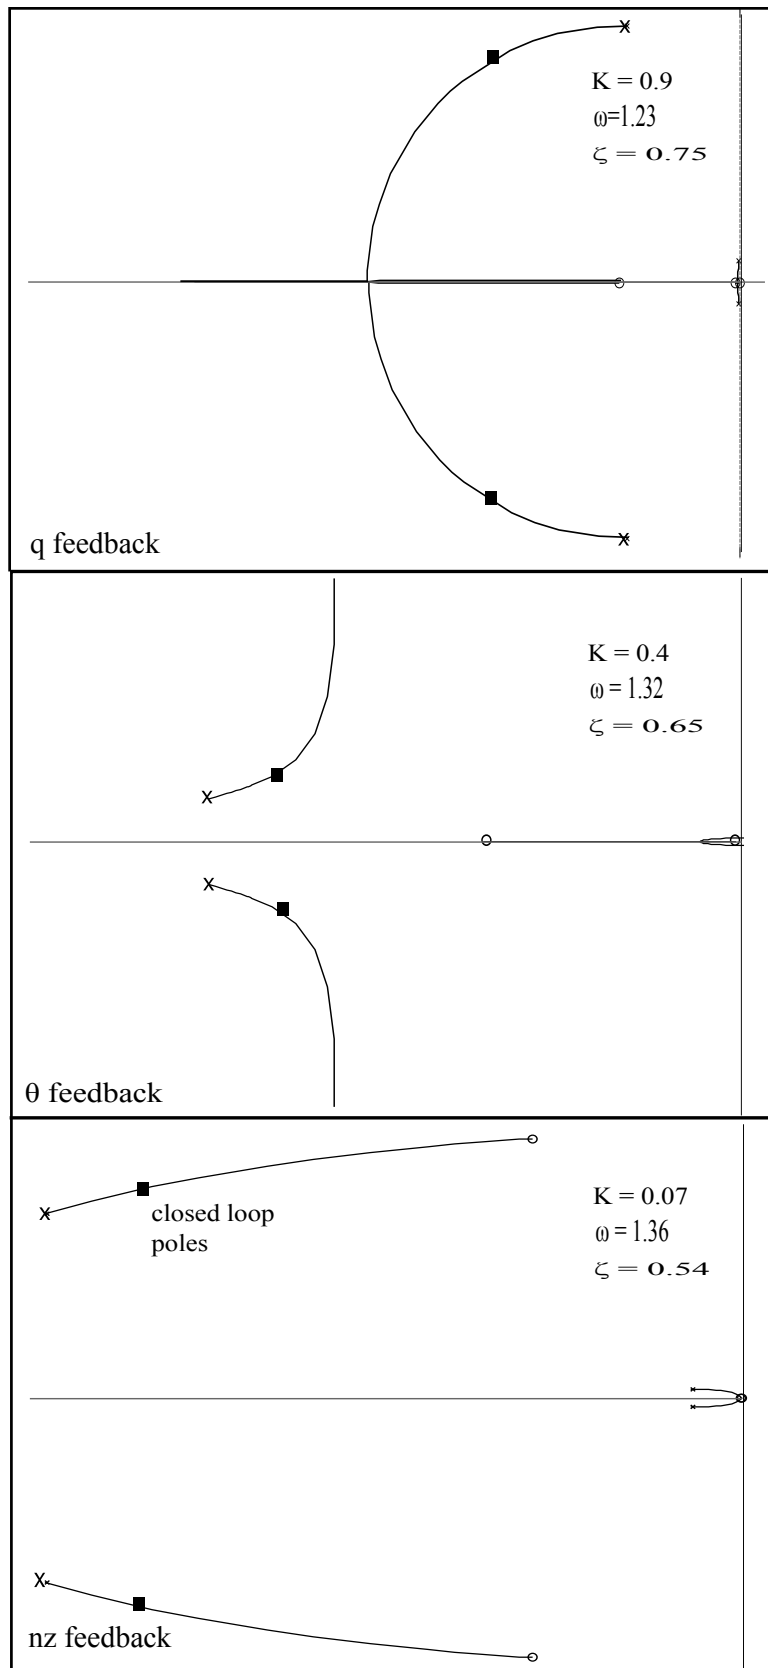 K = 0.9
ω=1.23
ζ = 0.75
q feedback
K = 0.4
ω = 1.32
ζ = 0.65
θ feedback
closed loop
poles
K = 0.07
ω = 1.36
ζ = 0.54
nz feedback